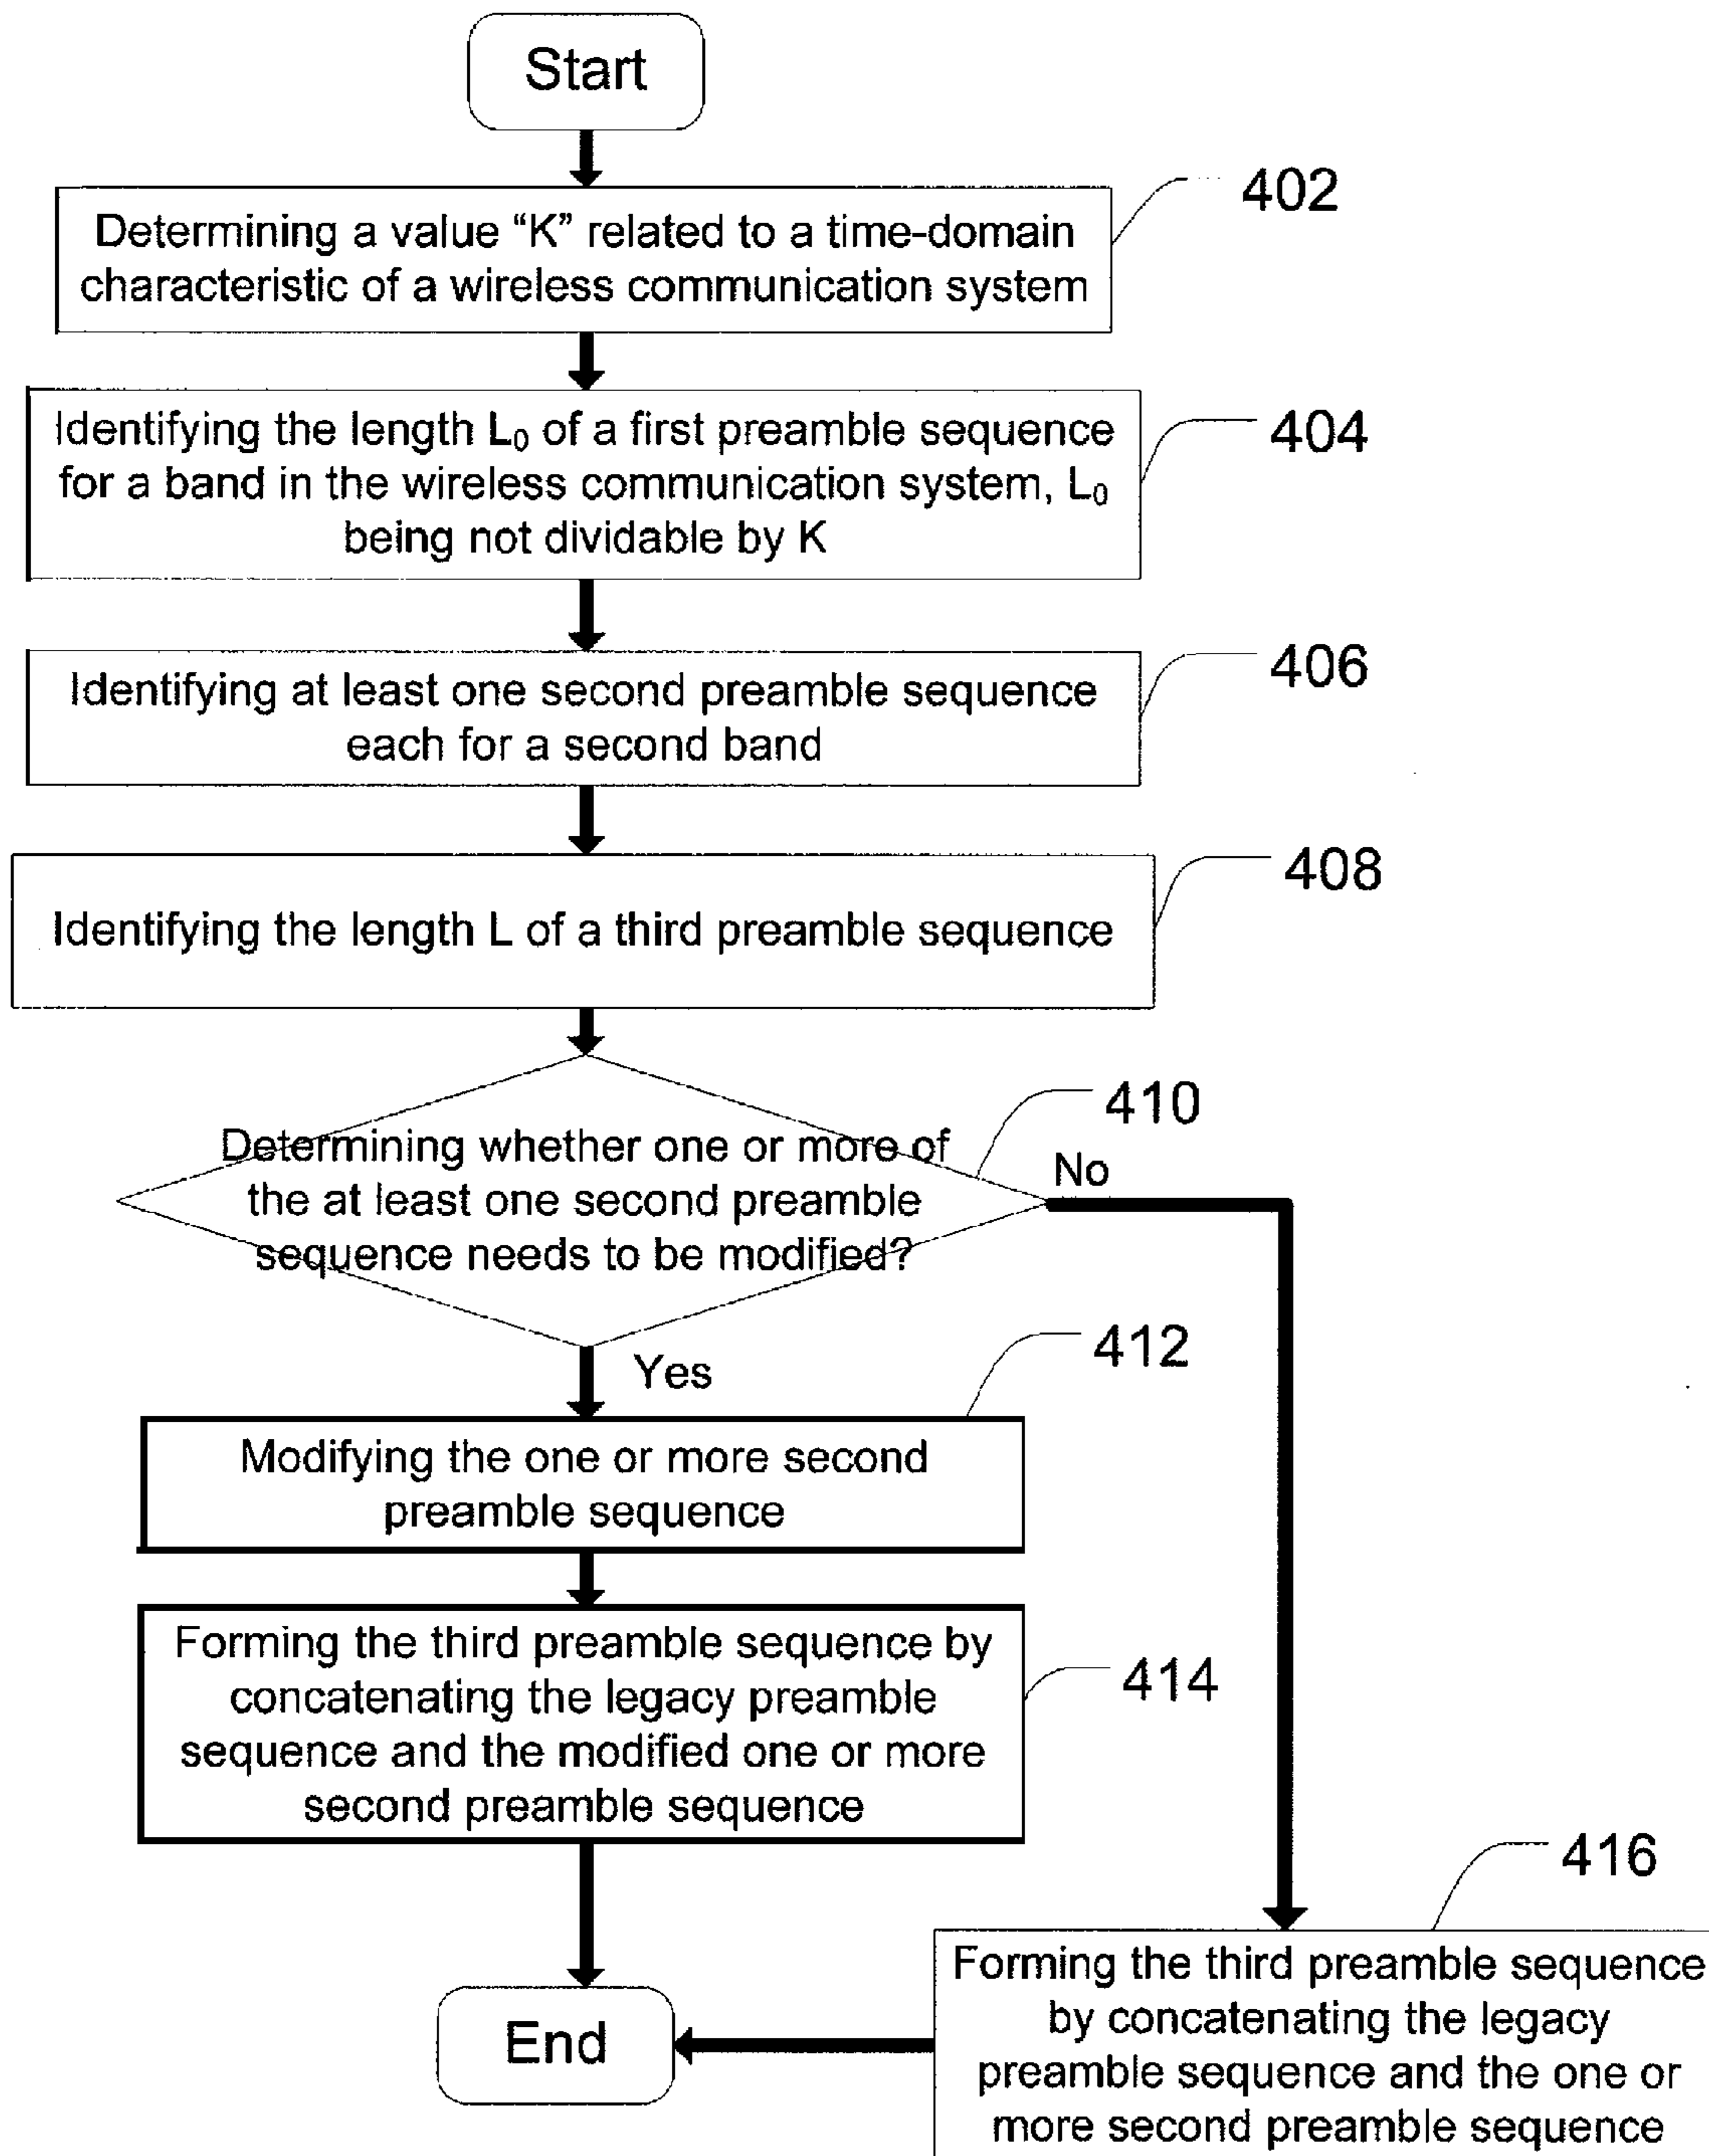 Start
402
Determining a value “K” related to a time-domain
characteristic of a wireless communication system
404
Identifying the length L₀ of a first preamble sequence
for a band in the wireless communication system, L₀
being not dividable by K
406
Identifying at least one second preamble sequence
each for a second band
408
Identifying the length L of a third preamble sequence
410
Determining whether one or more of
the at least one second preamble
sequence needs to be modified?
No
Yes
412
Modifying the one or more second
preamble sequence
414
Forming the third preamble sequence by
concatenating the legacy preamble
sequence and the modified one or more
second preamble sequence
416
Forming the third preamble sequence
by concatenating the legacy
preamble sequence and the one or
more second preamble sequence
End